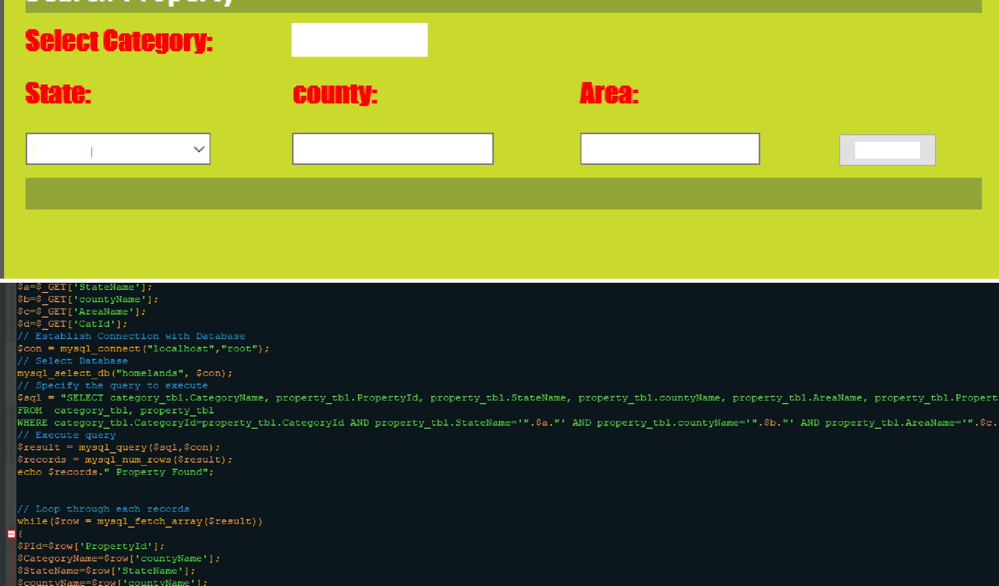 Search Property
Select Category:
State: county: Area:
$a=$_GET['StateName'];
$b=$_GET['countyName'];
$c=$_GET['AreaName'];
$d=$_GET['CatId'];
// Establish Connection with Database
$con = mysql_connect("localhost","root");
// Select Database
mysql_select_db("homelands", $con);
// Specify the query to execute
$sql = "SELECT category_tbl.CategoryName, property_tbl.PropertyId, property_tbl.StateName, property_tbl.countyName, property_tbl.AreaName, property_tbl.Propert
FROM  category_tbl, property_tbl
WHERE category_tbl.CategoryId=property_tbl.CategoryId AND property_tbl.StateName='".$a."' AND property_tbl.countyName='".$b."' AND property_tbl.AreaName='".$c.
// Execute query
$result = mysql_query($sql,$con);
$records = mysql_num_rows($result);
echo $records." Property Found";
// Loop through each records
while($row = mysql_fetch_array($result))
{
$PId=$row['PropertyId'];
$CategoryName=$row['countyName'];
$StateName=$row['StateName'];
$countyName=$row['countyName'];